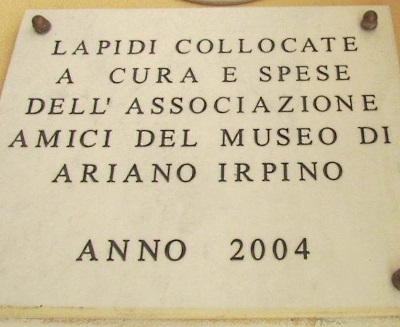 LAPIDI COLLOCATE
A CURA E SPESE
DELL' ASSOCIAZIONE
AMICI DEL MUSEO DI
ARIANO IRPINO
ANNO 2004